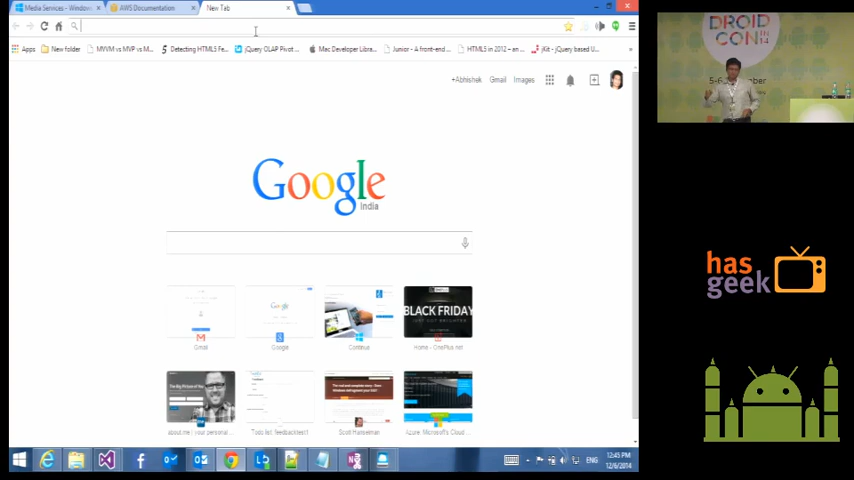 Media Services - Window
AWS Documentation
New Tab
Apps
New folder
MVVM vs MVP vs M...
Detecting HTML5 Fe...
jQuery OLAP Pivot ...
Mac Developer Libra...
Junior - A front-end ...
HTML5 in 2012 – an ...
jKit - jQuery based U...
+Abhishek
Gmail
Images
Google
India
BLACK FRIDAY
Gmail
Google
Continue
Home - OnePlus.net
about.me | your personal ...
Todo list: feedbacktest1
Scott Hanselman
Azure: Microsoft's Cloud ...
ENG
12:45 PM
12/6/2014
DROID
CON
IN
14
has
geek